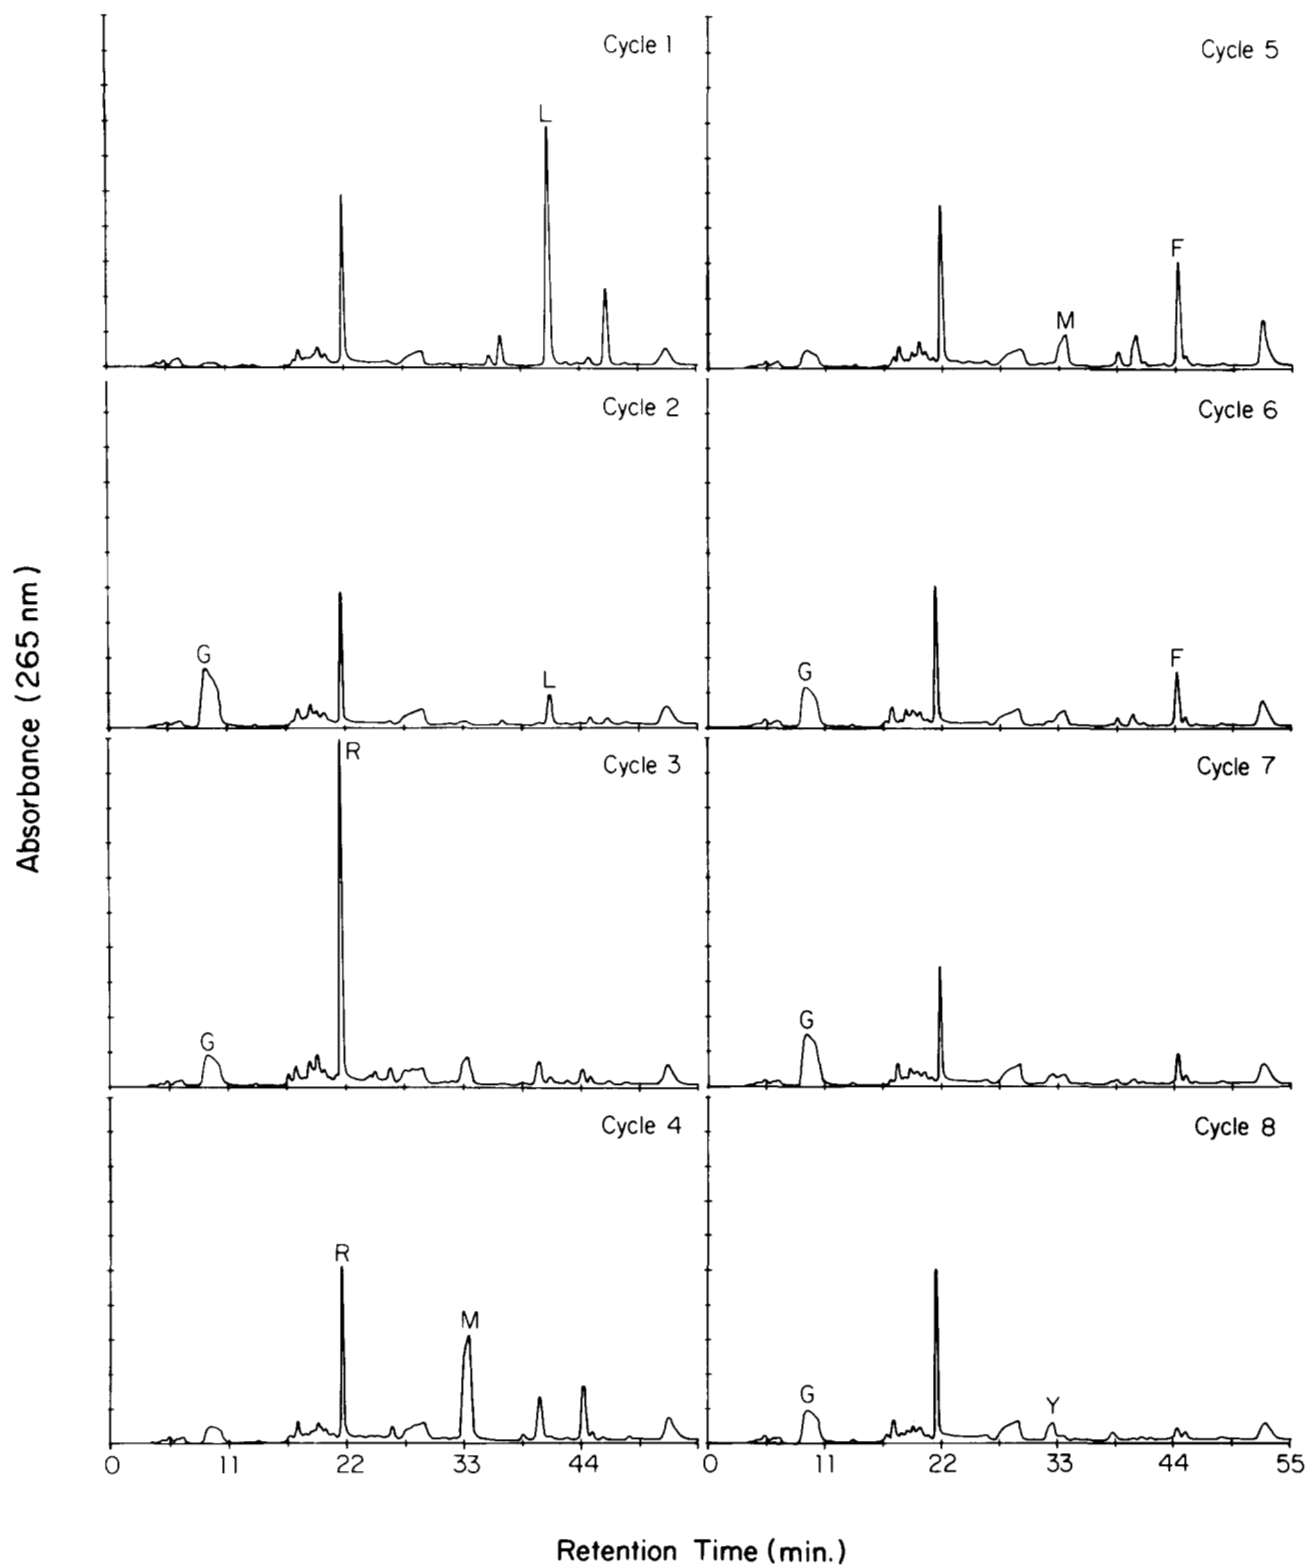 Absorbance (265 nm)
Cycle 1
L
Cycle 2
G
L
Cycle 3
G
R
Cycle 4
R
M
0 11 22 33 44
Cycle 5
M
F
Cycle 6
G
F
Cycle 7
G
Cycle 8
G
Y
0 11 22 33 44 55
Retention Time (min.)